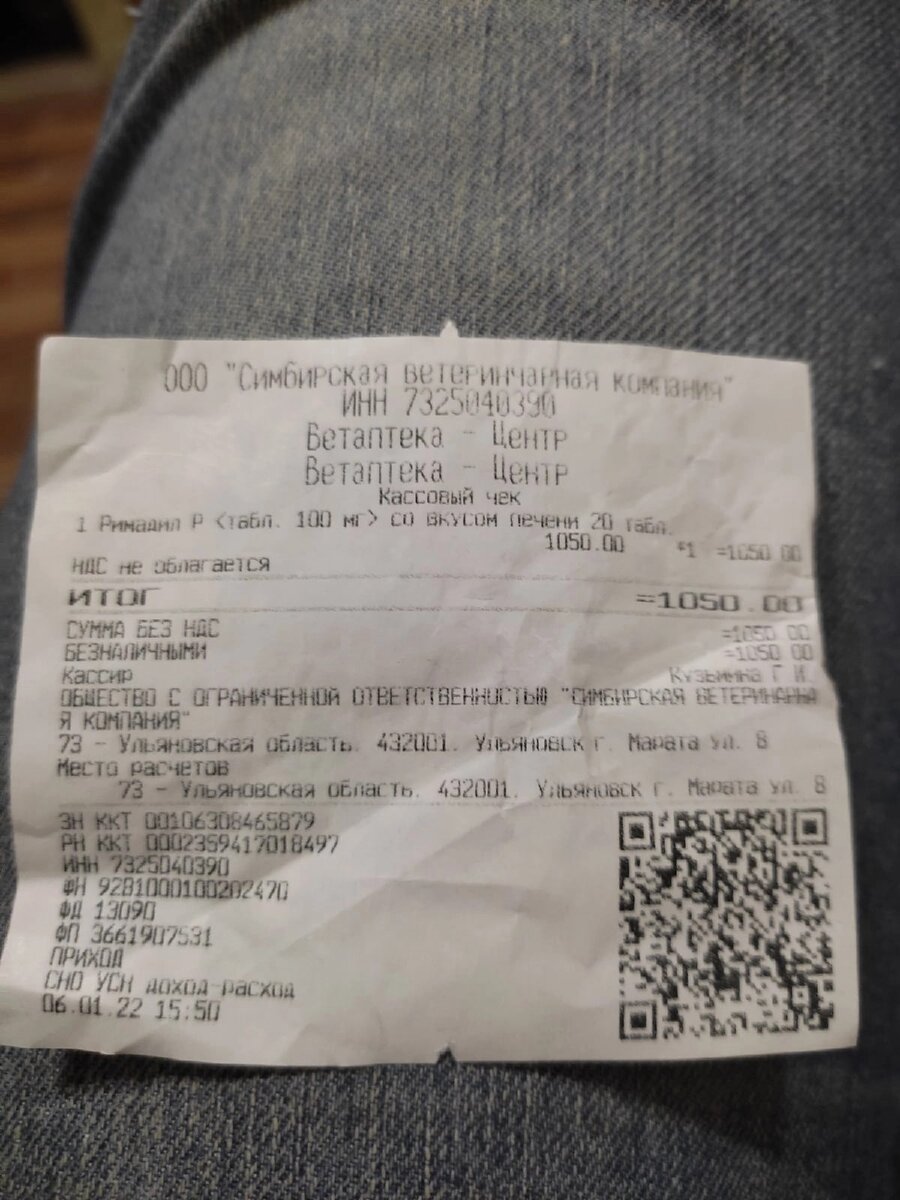 ООО "Симбирская ветеринарная компания"
ИНН 7325040390
Ветаптека - Центр
Ветаптека - Центр
Кассовый чек
1 Римадил Р <табл. 100 мг> со вкусом печени 20 табл.
1050.00 *1 =1050.00
НДС не облагается
ИТОГ =1050.00
СУММА БЕЗ НДС =1050.00
БЕЗНАЛИЧНЫМИ =1050.00
Кассир Кузьмина Г И.
ОБЩЕСТВО С ОГРАНИЧЕННОЙ ОТВЕТСТВЕННОСТЬЮ "СИМБИРСКАЯ ВЕТЕРИНАРНА
Я КОМПАНИЯ"
73 - Ульяновская область. 432001. Ульяновск г. Марата ул. 8
Место расчетов
73 - Ульяновская область. 432001. Ульяновск г. Марата ул. 8
ЗН ККТ 00106308465879
РН ККТ 0002359417018497
ИНН 7325040390
ФН 9281000100202470
ФД 13090
ФП 3661907531
ПРИХОД
СНО УСН доход-расход
06.01.22 15:50